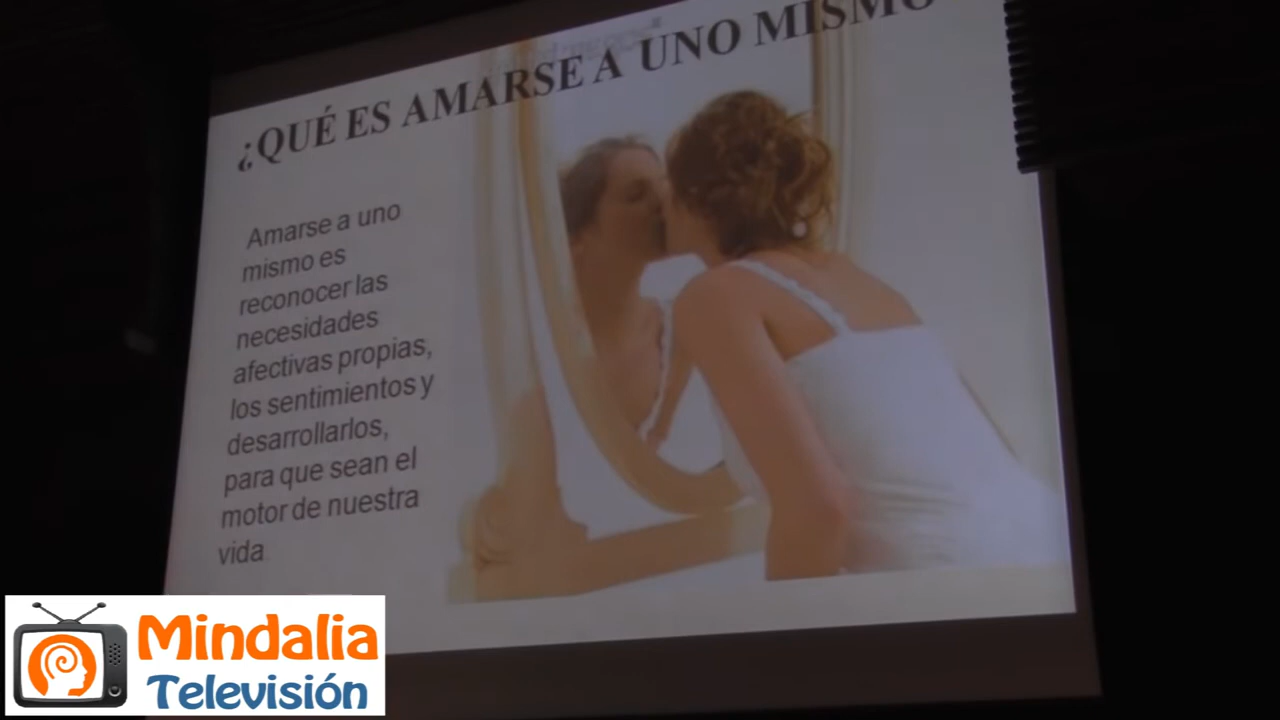 ¿QUÉ ES AMARSE A UNO MISMO
Amarse a uno
mismo es
reconocer las
necesidades
afectivas propias,
los sentimientos y
desarrollarlos,
para que sean el
motor de nuestra
vida
Mindalia
Televisión